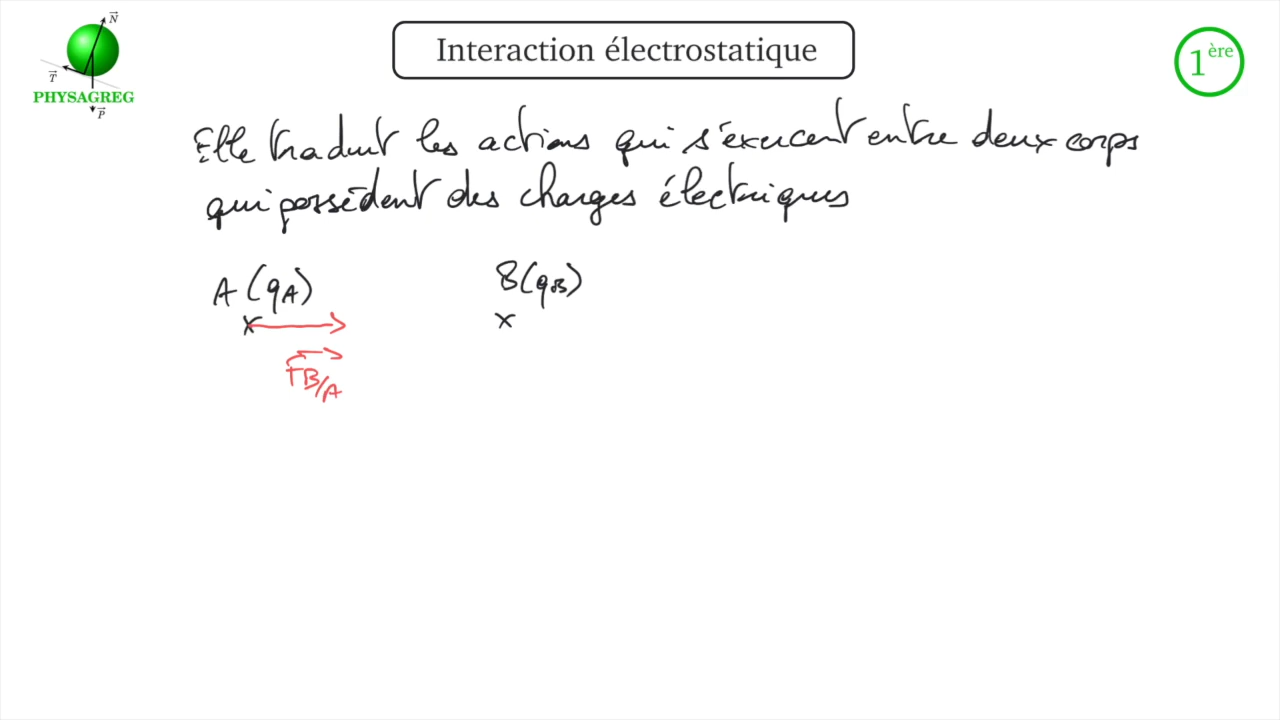 N
T
PHYSAGREG
P
Interaction électrostatique
1ère
Elle traduit les actions qui s'exercent entre deux corps
qui possèdent des charges électriques
A (qA) B(qB)
FB/A